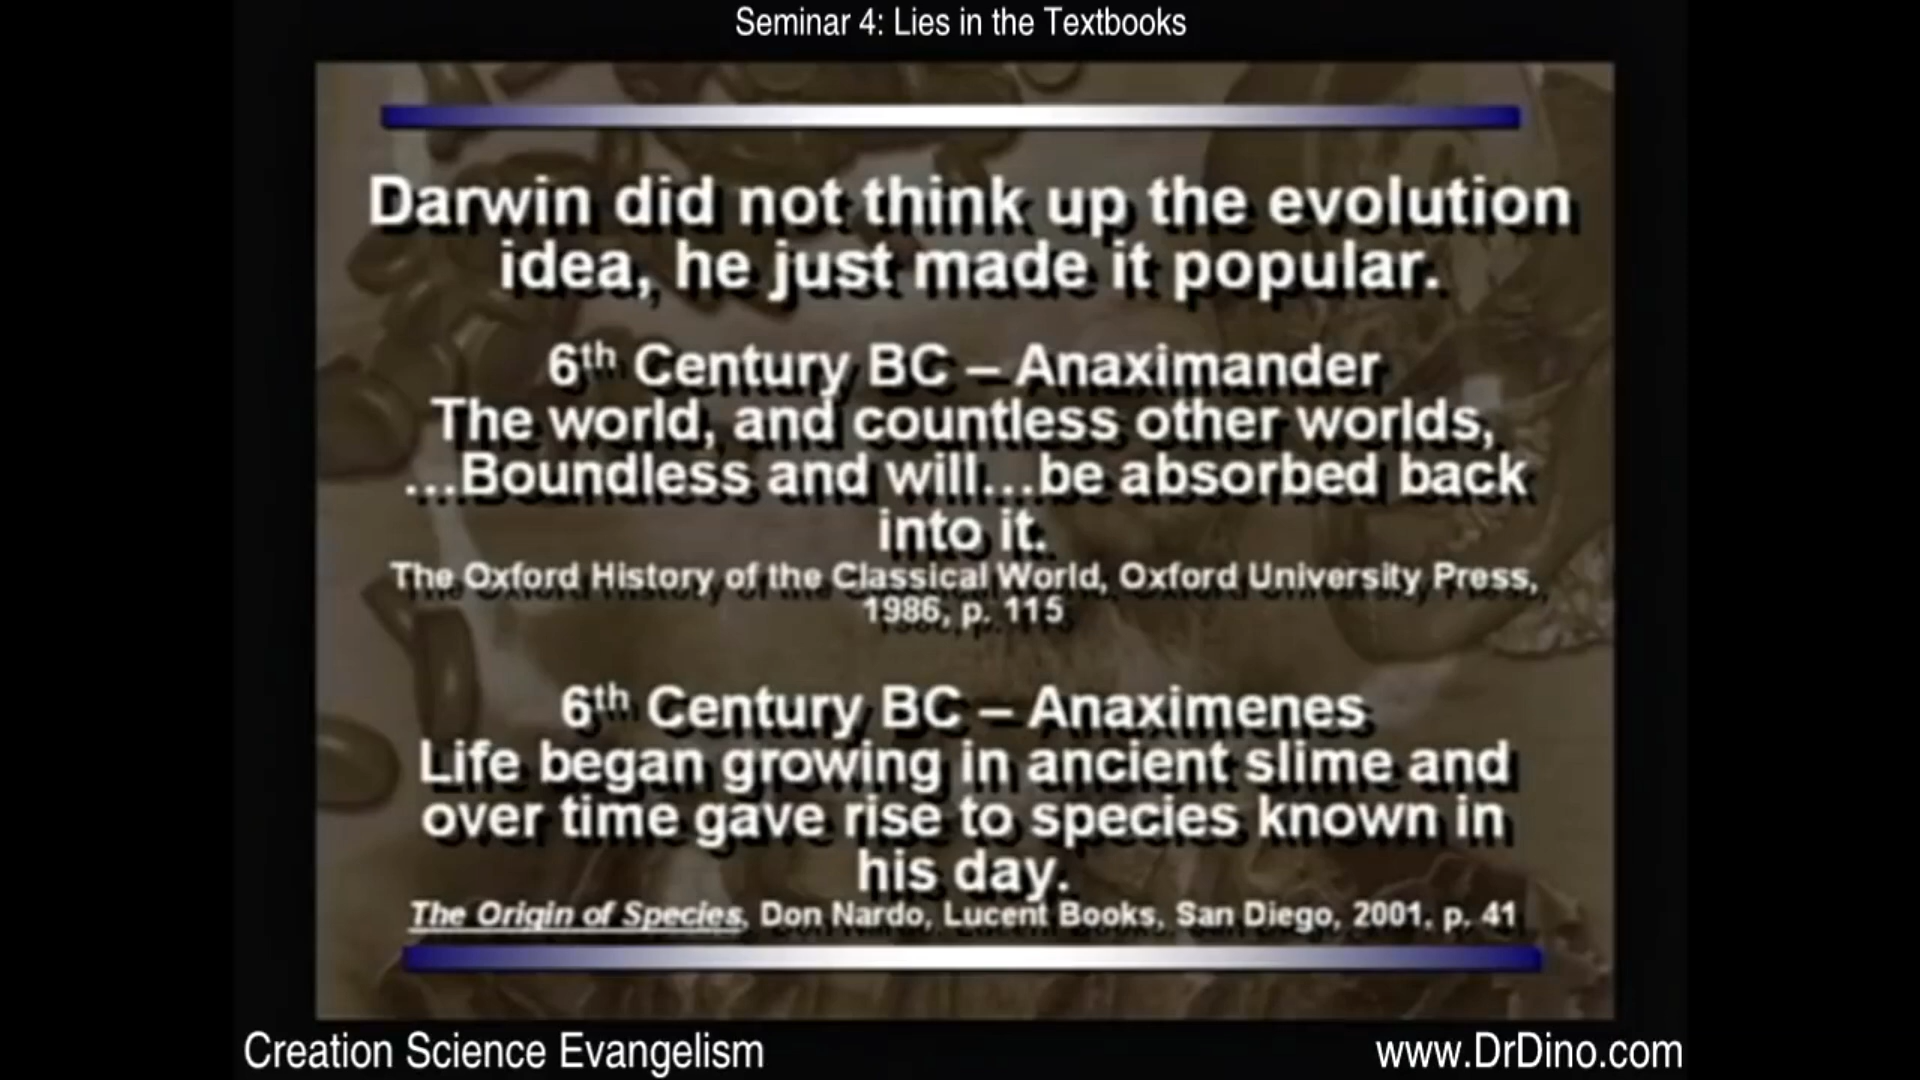 Seminar 4: Lies in the Textbooks
Darwin did not think up the evolution
idea, he just made it popular.
6th Century BC – Anaximander
The world, and countless other worlds,
...Boundless and will...be absorbed back
into it.
The Oxford History of the Classical World, Oxford University Press,
1986, p. 115
6th Century BC – Anaximenes
Life began growing in ancient slime and
over time gave rise to species known in
his day.
The Origin of Species, Don Nardo, Lucent Books, San Diego, 2001. p. 41
Creation Science Evangelism
www.DrDino.com